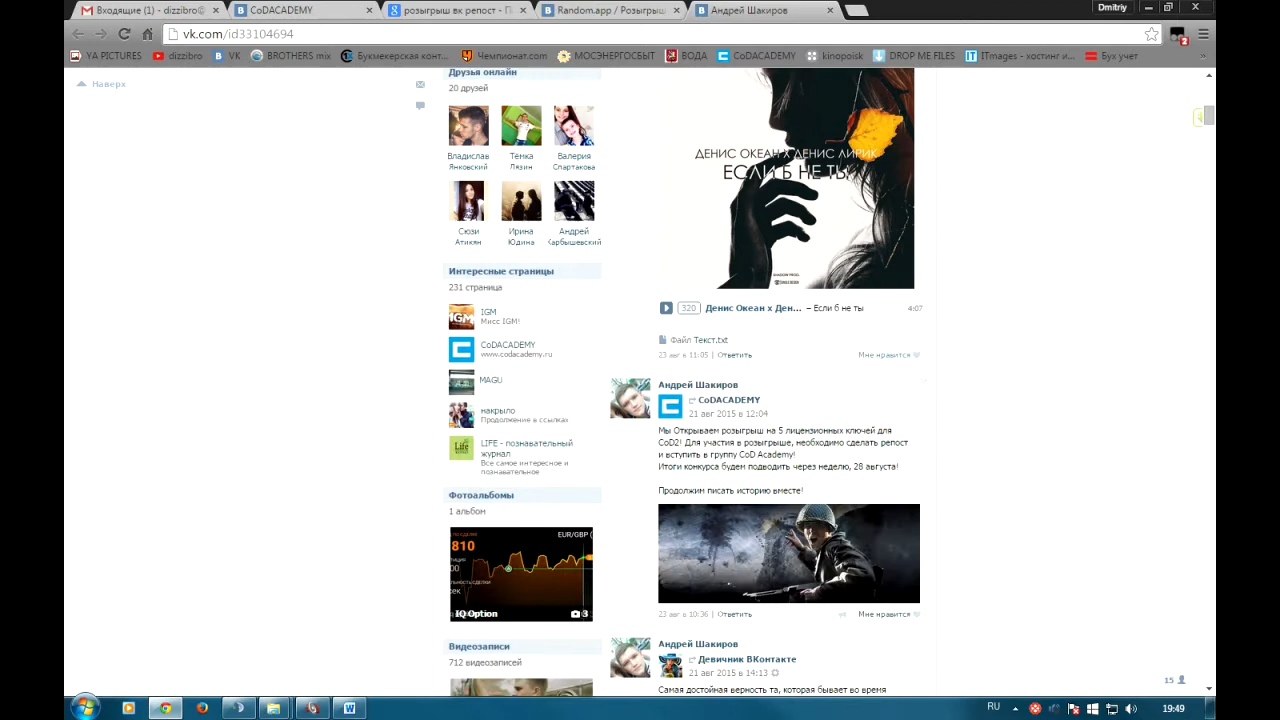 Входящие (1) - dizzibro@
CoDACADEMY
розыгрыш вк репост - П
Random.app / Розыгрыш
Андрей Шакиров
Dmitriy
vk.com/id33104694
2
YA PICTURES
dizzibro
VK
BROTHERS mix
Букмекерская конт...
Чемпионат.com
МОСЭНЕРГОСБЫТ
ВОДА
CoDACADEMY
kinopoisk
DROP ME FILES
ITmages - хостинг и...
Бух учет
Наверх
Друзья онлайн
20 друзей
Владислав
Янковский
Темка
Лязин
Валерия
Спартакова
Сюзи
Атикян
Ирина
Юдина
Андрей
Карбышевский
Интересные страницы
231 страница
IGM
Мисс IGM!
CoDACADEMY
www.codacademy.ru
MAGU
накрыло
Продолжение в ссылках
LIFE - познавательный
журнал
Все самое интересное и
познавательное
Фотоальбомы
1 альбом
EUR/GBP (
810
IQ Option
3
Видеозаписи
712 видеозаписей
ДЕНИС ОКЕАН X ДЕНИС ЛИРИК
ЕСЛИ Б НЕ ТЫ
320 Денис Океан х Ден... – Если б не ты 4:07
Файл Текст.txt
23 авг в 11:05 | Ответить Мне нравится
Андрей Шакиров
CoDACADEMY
21 авг 2015 в 12:04
Мы Открываем розыгрыш на 5 лицензионных ключей для
CoD2! Для участия в розыгрыше, необходимо сделать репост
и вступить в группу CoD Academy!
Итоги конкурса будем подводить через неделю, 28 августа!
Продолжим писать историю вместе!
23 авг в 10:36 | Ответить Мне нравится
Андрей Шакиров
Девичник ВКонтакте
21 авг 2015 в 14:13
Самая достойная верность та, которая бывает во время
15
RU
19:49